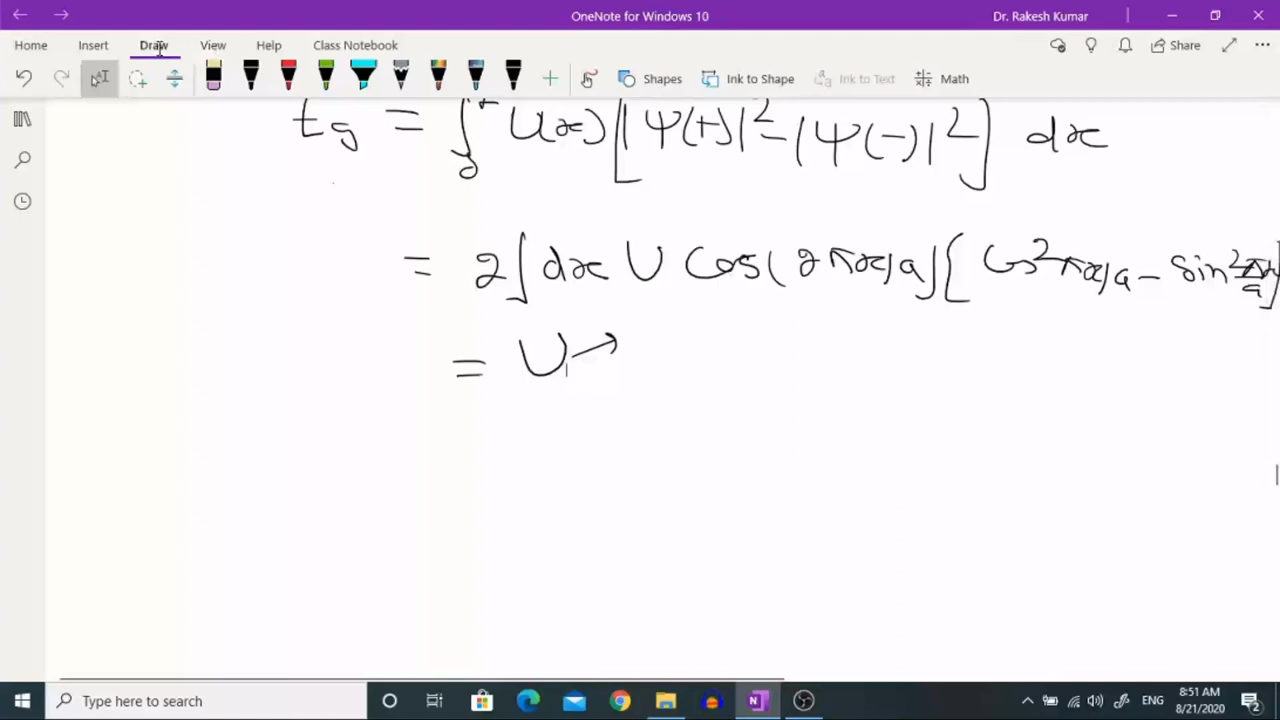 OneNote for Windows 10
Dr. Rakesh Kumar
Home Insert Draw View Help Class Notebook Share
Shapes Ink to Shape Ink to Text Math
= ∫ U(x) [|Ψ(+)|² - |Ψ(-)|²] dx
= 2∫ dx U Cos(2πx/a) [Cos²πx/a - Sin²πx/a
= U →
Type here to search
ENG
8:51 AM
8/21/2020
2